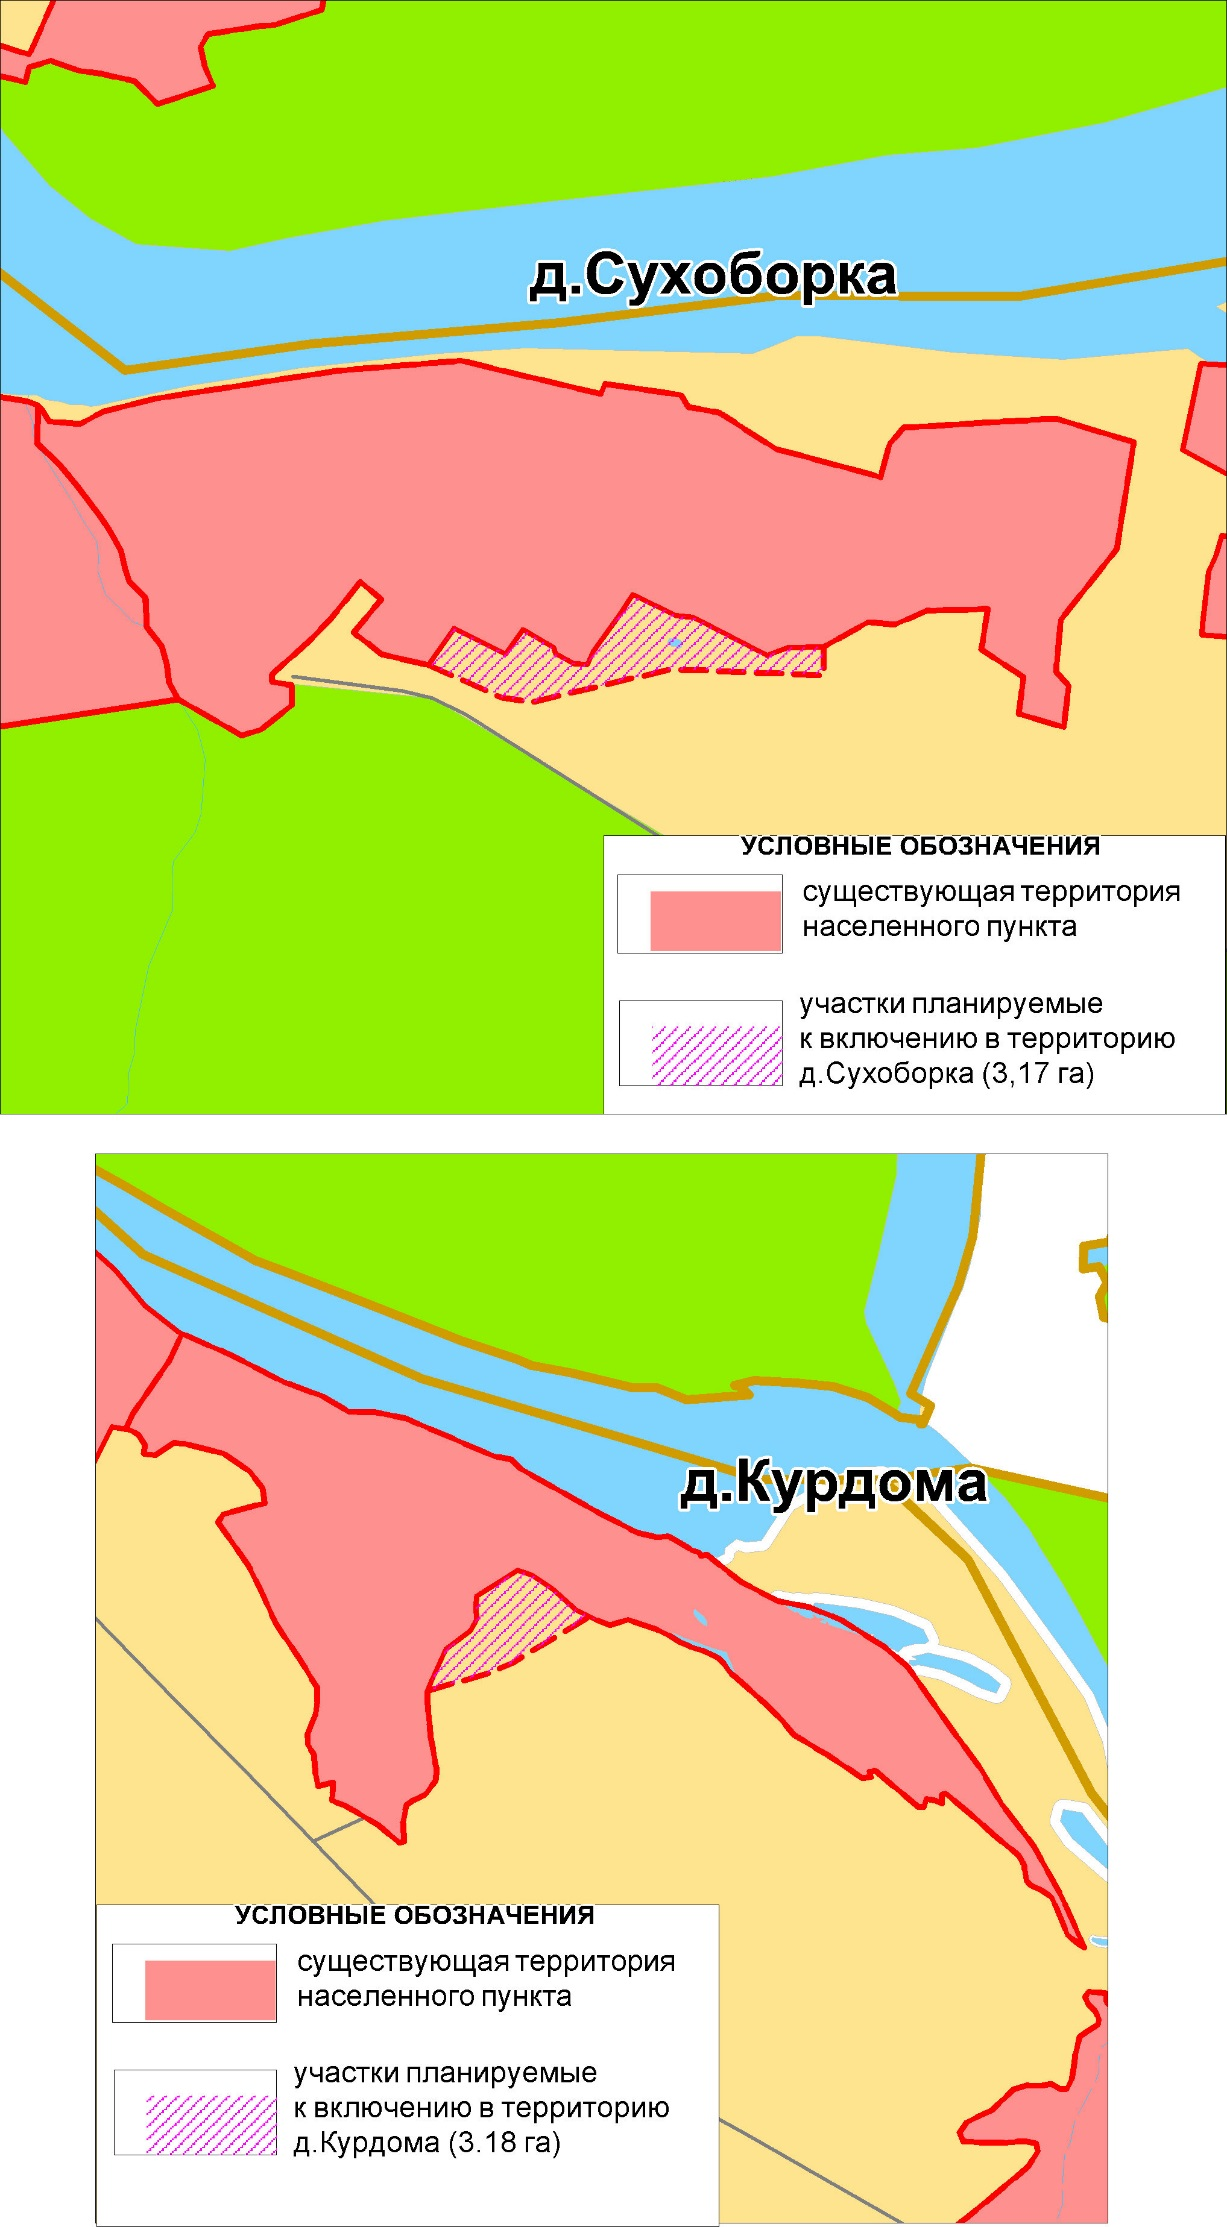 д.Сухоборка
УСЛОВНЫЕ ОБОЗНАЧЕНИЯ
существующая территория
населенного пункта
участки планируемые
к включению в территорию
д.Сухоборка (3,17 га)
д.Курдома
УСЛОВНЫЕ ОБОЗНАЧЕНИЯ
существующая территория
населенного пункта
участки планируемые
к включению в территорию
д.Курдома (3.18 га)